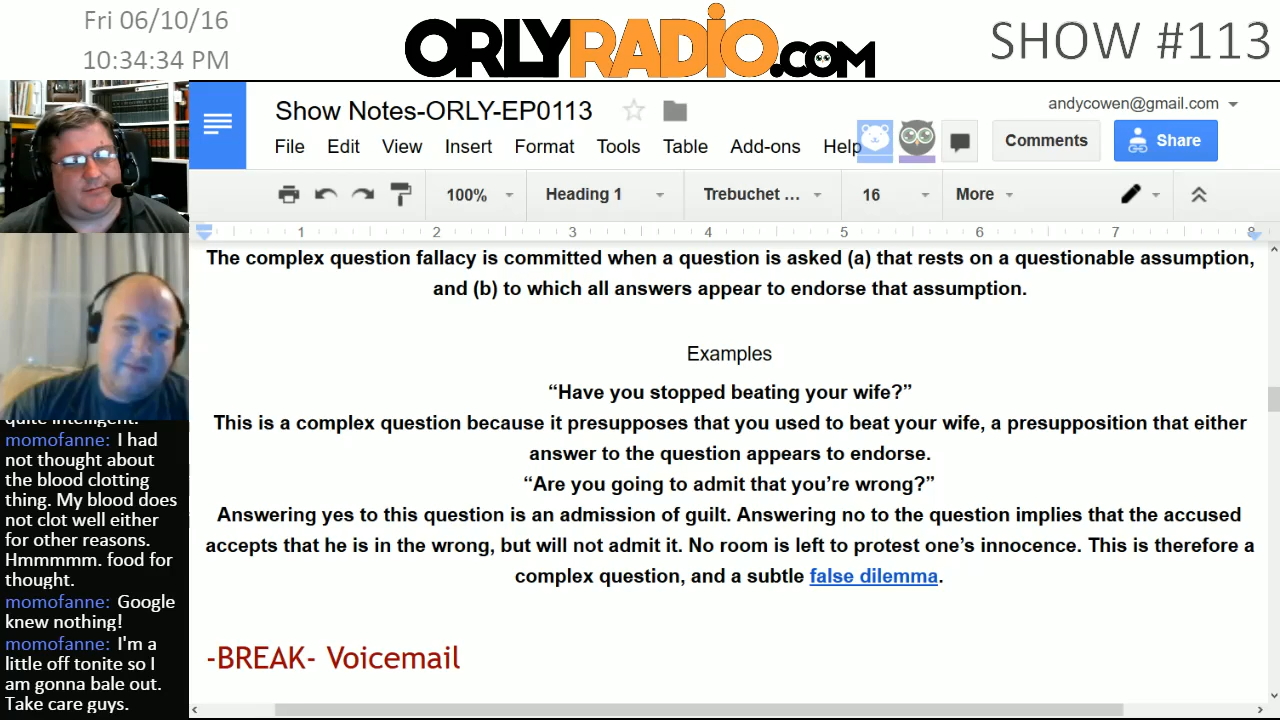 Fri 06/10/16
10:34:34 PM
ORLYRADIO.COM
SHOW #113
Show Notes-ORLY-EP0113
andycowen@gmail.com
File Edit View Insert Format Tools Table Add-ons Help
Comments
Share
100% Heading 1 Trebuchet ... 16 More
1 2 3 4 5 6 7 8
The complex question fallacy is committed when a question is asked (a) that rests on a questionable assumption,
and (b) to which all answers appear to endorse that assumption.
Examples
“Have you stopped beating your wife?”
This is a complex question because it presupposes that you used to beat your wife, a presupposition that either
answer to the question appears to endorse.
“Are you going to admit that you’re wrong?”
Answering yes to this question is an admission of guilt. Answering no to the question implies that the accused
accepts that he is in the wrong, but will not admit it. No room is left to protest one’s innocence. This is therefore a
complex question, and a subtle false dilemma.
-BREAK- Voicemail
quite intelligent.
momofanne: I had
not thought about
the blood clotting
thing. My blood does
not clot well either
for other reasons.
Hmmmmm. food for
thought.
momofanne: Google
knew nothing!
momofanne: I'm a
little off tonite so I
am gonna bale out.
Take care guys.